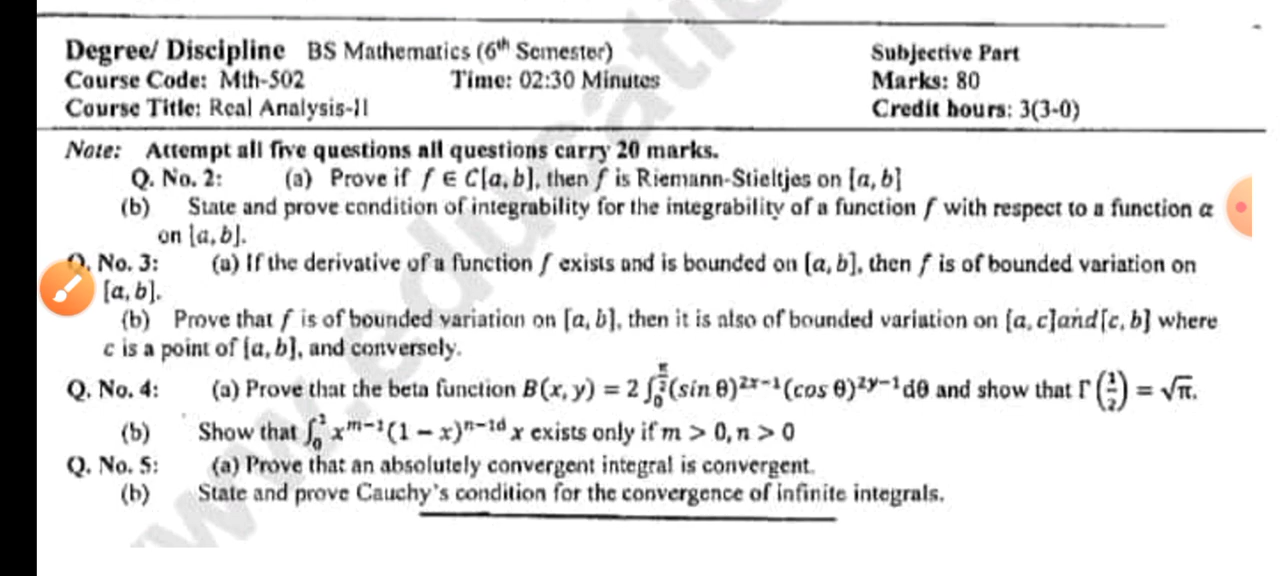 Degree/ Discipline BS Mathematics (6th Semester) Subjective Part
Course Code: Mth-502 Time: 02:30 Minutes Marks: 80
Course Title: Real Analysis-II Credit hours: 3(3-0)
Note: Attempt all five questions all questions carry 20 marks.
Q. No. 2: (a) Prove if f ∈ C[a, b], then f is Riemann-Stieltjes on [a, b]
(b) State and prove condition of integrability for the integrability of a function f with respect to a function α
on [a, b].
Q. No. 3: (a) If the derivative of a function f exists and is bounded on [a, b], then f is of bounded variation on
[a, b].
(b) Prove that f is of bounded variation on [a, b], then it is also of bounded variation on [a, c]and[c, b] where
c is a point of [a, b], and conversely.
Q. No. 4: (a) Prove that the beta function B(x, y) = 2 ∫₀^(π/2) (sin θ)^(2x−1) (cos θ)^(2y−1) dθ and show that Γ(1/2) = √π.
(b) Show that ∫₀¹ x^(m−1) (1 − x)^(n−1d) x exists only if m > 0, n > 0
Q. No. 5: (a) Prove that an absolutely convergent integral is convergent.
(b) State and prove Cauchy's condition for the convergence of infinite integrals.
www.educati